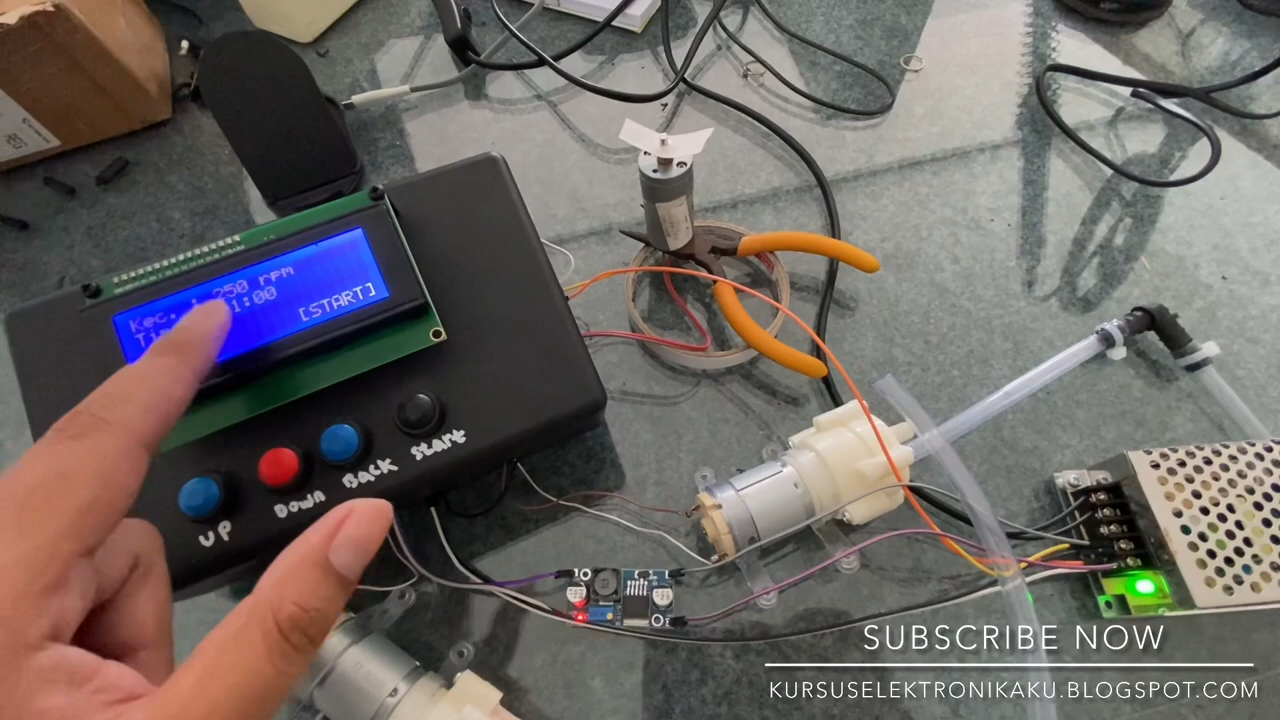 Kec. : 250 rpm
1:00
[START]
UP
DOWN
BACK
Start
SUBSCRIBE NOW
KURSUSELEKTRONIKAKU.BLOGSPOT.COM